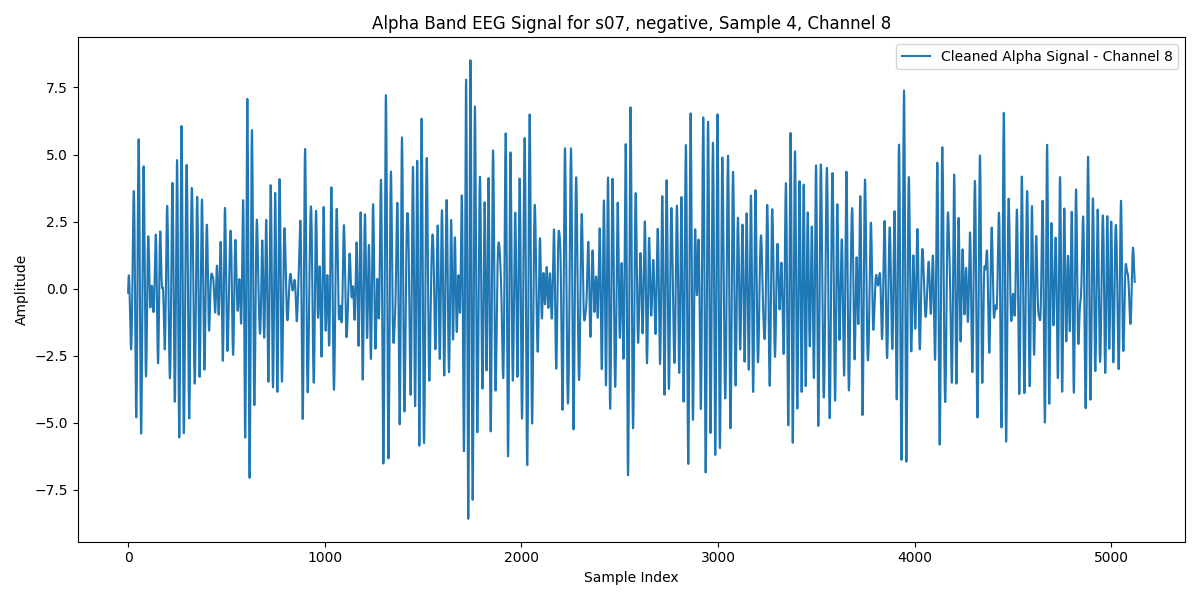 Alpha Band EEG Signal for s07, negative, Sample 4, Channel 8
Cleaned Alpha Signal - Channel 8
Amplitude
7.5
5.0
2.5
0.0
−2.5
−5.0
−7.5
0 1000 2000 3000 4000 5000
Sample Index